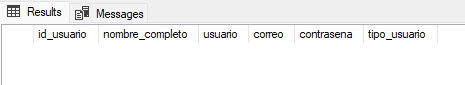 Results Messages
id_usuario nombre_completo usuario correo contrasena tipo_usuario